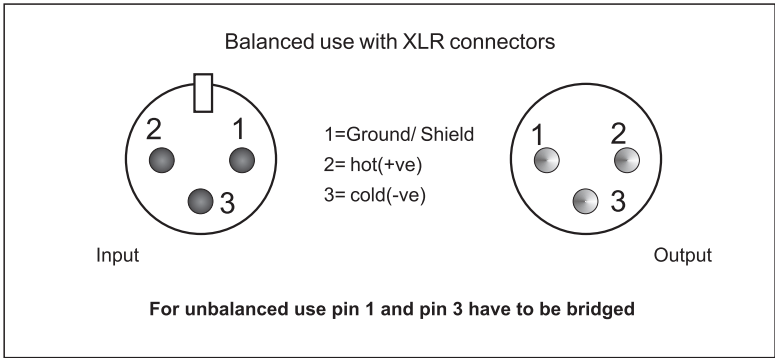 Balanced use with XLR connectors
2 1
3
1=Ground/ Shield
2= hot(+ve)
3= cold(-ve)
1 2
3
Input
Output
For unbalanced use pin 1 and pin 3 have to be bridged